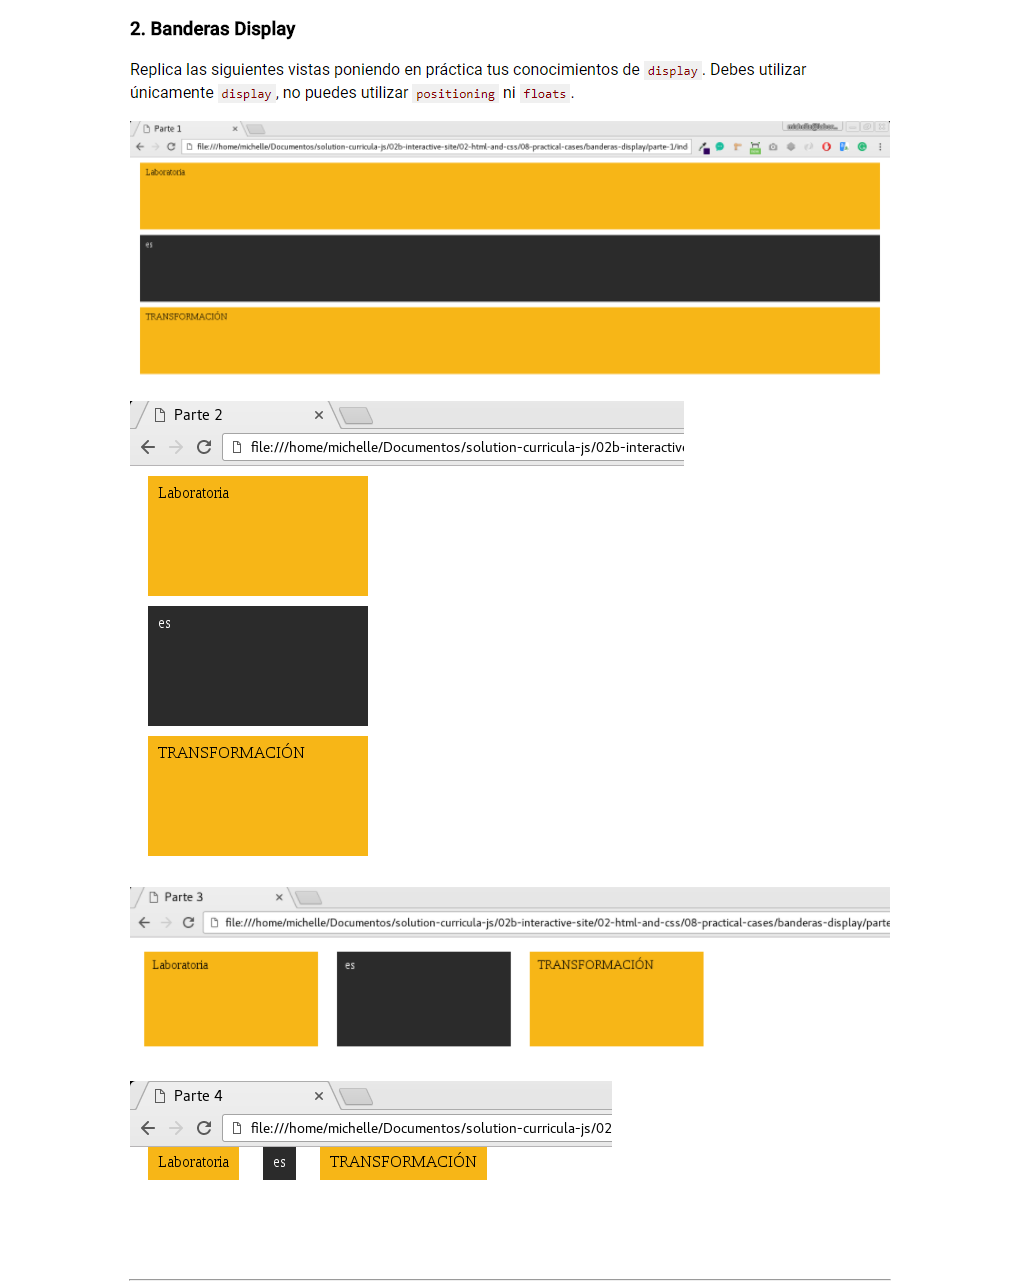 2. Banderas Display
Replica las siguientes vistas poniendo en práctica tus conocimientos de display. Debes utilizar
únicamente display, no puedes utilizar positioning ni floats.
Parte 1
file:///home/michelle/Documentos/solution-curricula-js/02b-interactive-site/02-html-and-css/08-practical-cases/banderas-display/parte-1/ind
Laboratoria
es
TRANSFORMACIÓN
Parte 2
file:///home/michelle/Documentos/solution-curricula-js/02b-interactive
Laboratoria
es
TRANSFORMACIÓN
Parte 3
file:///home/michelle/Documentos/solution-curricula-js/02b-interactive-site/02-html-and-css/08-practical-cases/banderas-display/parte
Laboratoria es TRANSFORMACIÓN
Parte 4
file:///home/michelle/Documentos/solution-curricula-js/02
Laboratoria es TRANSFORMACIÓN